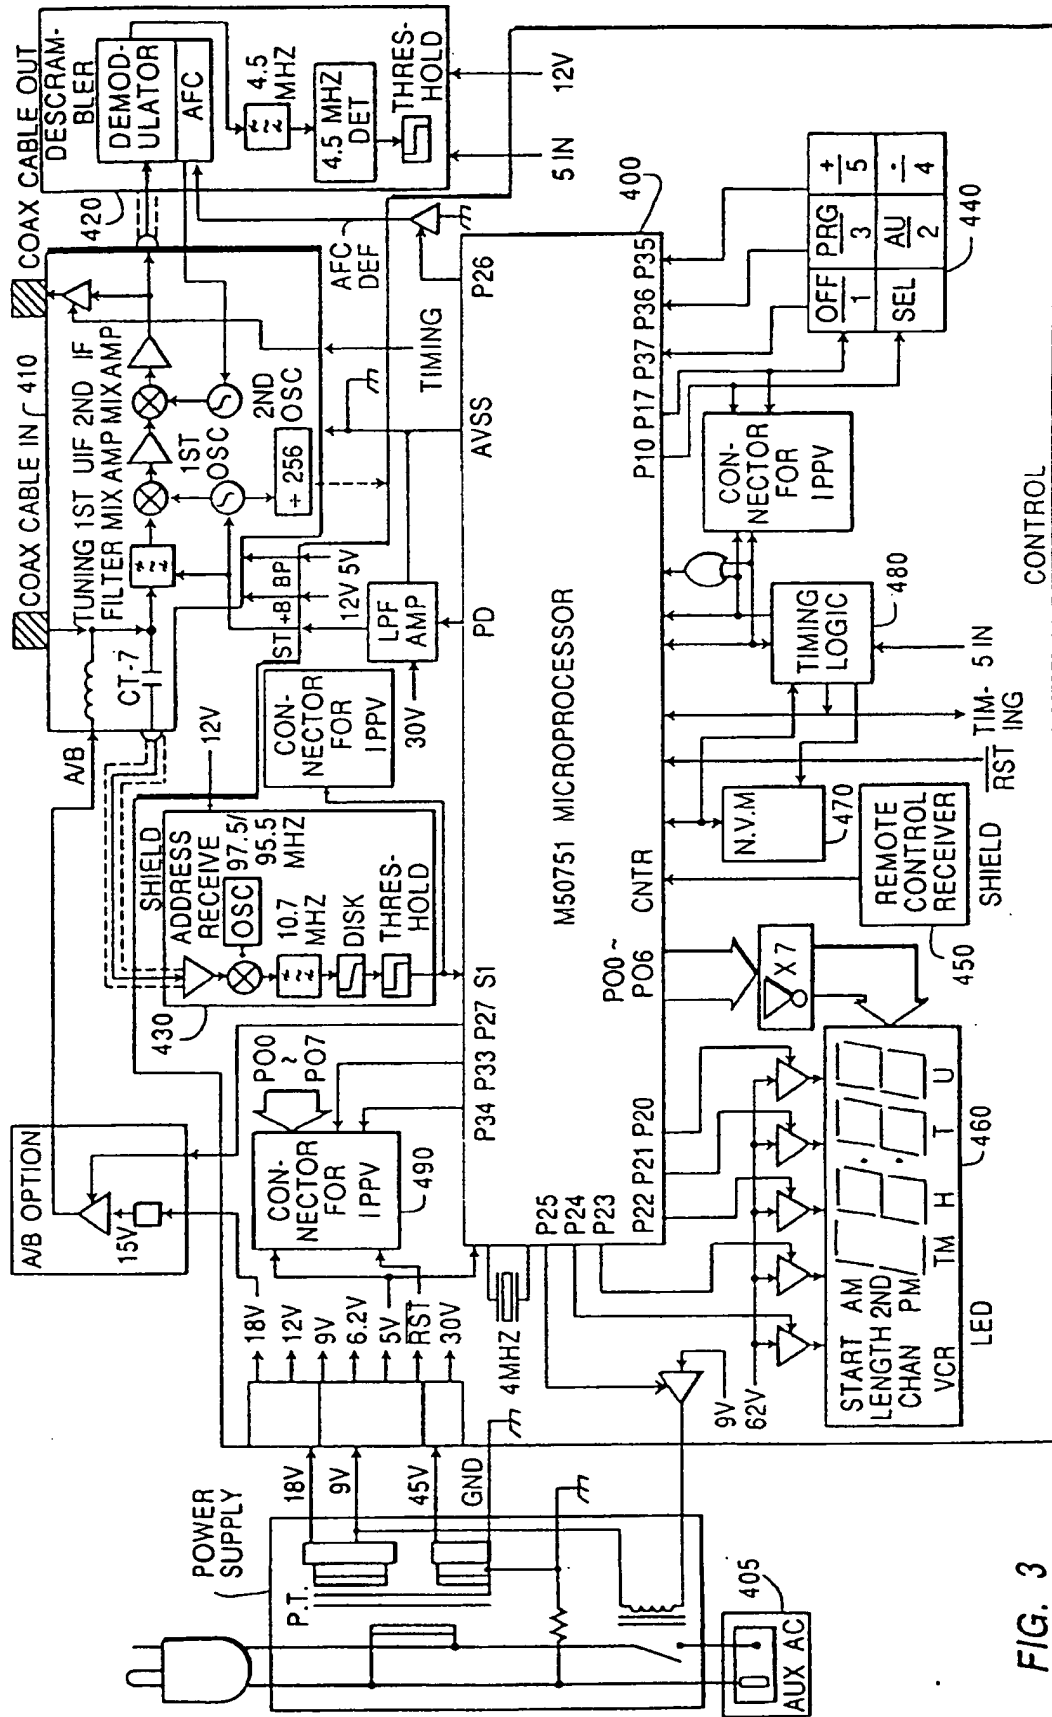 COAX CABLE IN
410
COAX CABLE OUT
TUNING 1ST UIF 2ND IF
FILTER MIX AMP MIX AMP
1ST
OSC
2ND
OSC
÷ 256
CT-7
A/B
ST +B BP
12V 5V
420
DESCRAM-
BLER
DEMOD-
ULATOR
AFC
4.5
MHZ
4.5 MHZ
DET
THRES-
HOLD
5 IN
12V
AFC
DEF
TIMING
A/B OPTION
15V
SHIELD
ADDRESS
RECEIVE
OSC
97.5/
95.5
MHZ
10.7
MHZ
DISK
THRES-
HOLD
430
12V
CON-
NECTOR
FOR
IPPV
30V
LPF
AMP
PO0
~
PO7
CON-
NECTOR
FOR
IPPV
490
POWER
SUPPLY
P.T.
18V
9V
45V
GND
18V
12V
9V
6.2V
5V
RST
30V
4MHZ
AUX AC
405
9V
62V
P34 P33 P27 S1
PD
AVSS
P26
400
M50751 MICROPROCESSOR
P25
P24
P23
P22 P21 P20
PO0~
PO6
CNTR
P10 P17 P37 P36 P35
X7
START AM
LENGTH 2ND
CHAN PM
VCR
TM H T U
LED
460
REMOTE
CONTROL
RECEIVER
450
SHIELD
N.V.M
470
RST
TIM-
ING
5 IN
TIMING
LOGIC
480
CON-
NECTOR
FOR
IPPV
OFF
1
PRG
3
+
5
SEL
AU
2
÷
4
440
CONTROL
FIG. 3